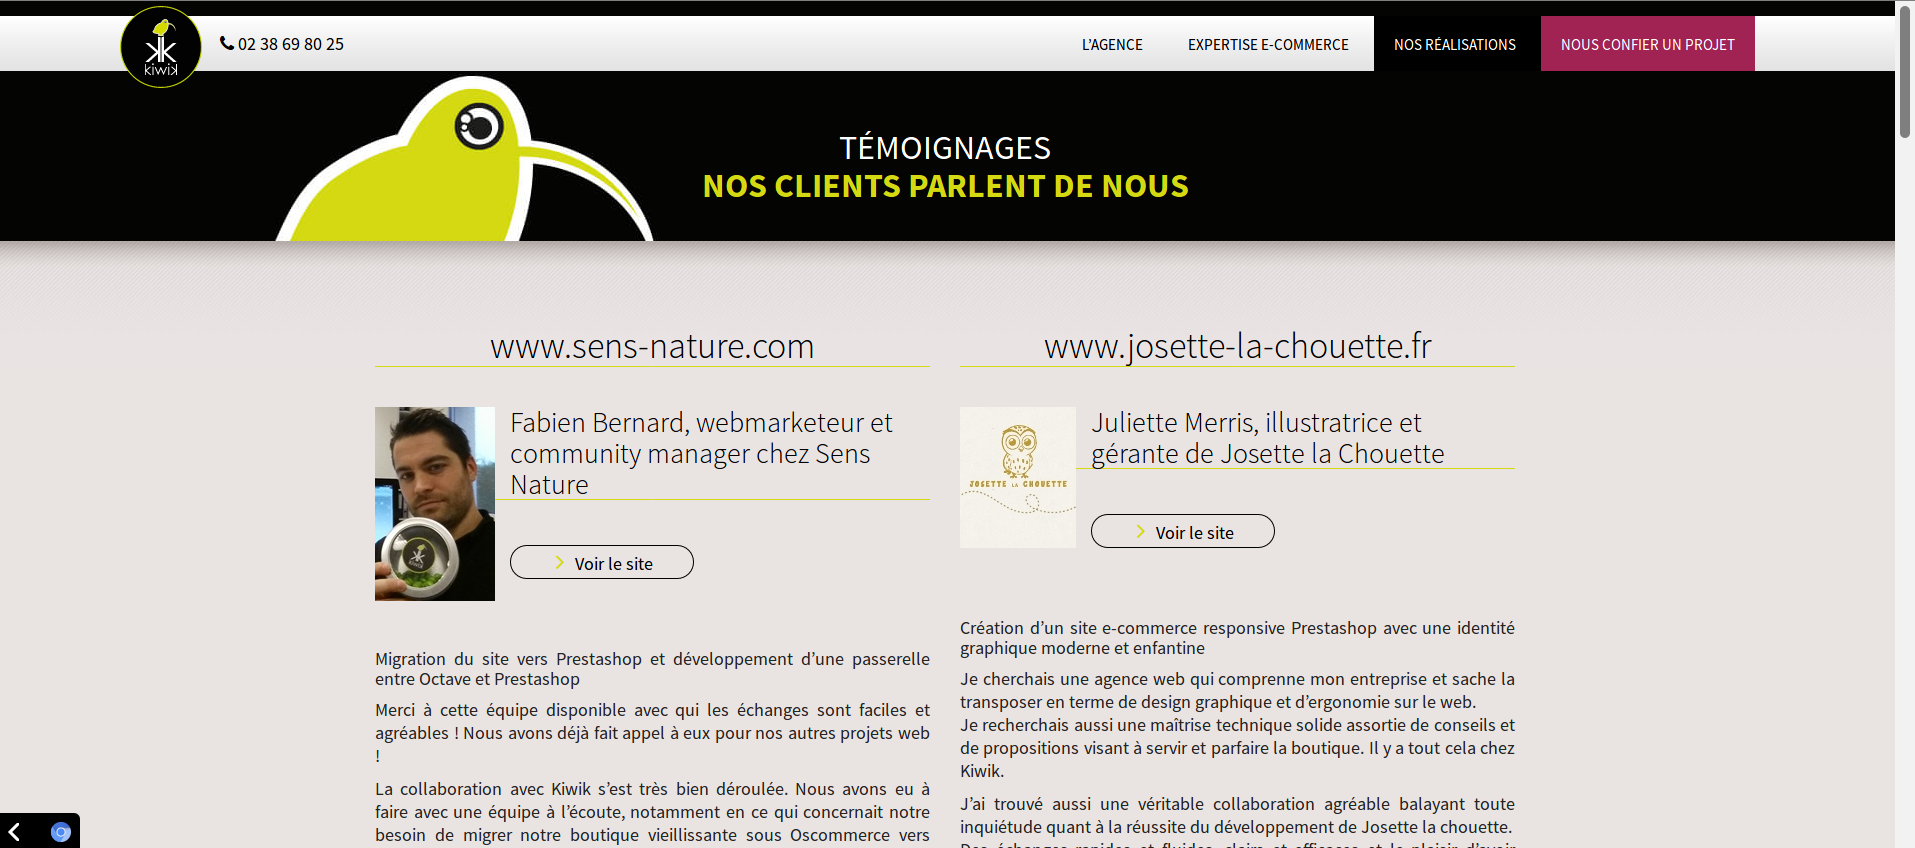 kiwik
02 38 69 80 25
L’AGENCE
EXPERTISE E-COMMERCE
NOS RÉALISATIONS
NOUS CONFIER UN PROJET
TÉMOIGNAGES
NOS CLIENTS PARLENT DE NOUS
www.sens-nature.com
Fabien Bernard, webmarketeur et
community manager chez Sens
Nature
Voir le site
Migration du site vers Prestashop et développement d’une passerelle
entre Octave et Prestashop
Merci à cette équipe disponible avec qui les échanges sont faciles et
agréables ! Nous avons déjà fait appel à eux pour nos autres projets web
!
La collaboration avec Kiwik s’est très bien déroulée. Nous avons eu à
faire avec une équipe à l’écoute, notamment en ce qui concernait notre
besoin de migrer notre boutique vieillissante sous Oscommerce vers
www.josette-la-chouette.fr
JOSETTE LA CHOUETTE
Juliette Merris, illustratrice et
gérante de Josette la Chouette
Voir le site
Création d’un site e-commerce responsive Prestashop avec une identité
graphique moderne et enfantine
Je cherchais une agence web qui comprenne mon entreprise et sache la
transposer en terme de design graphique et d’ergonomie sur le web.
Je recherchais aussi une maîtrise technique solide assortie de conseils et
de propositions visant à servir et parfaire la boutique. Il y a tout cela chez
Kiwik.
J’ai trouvé aussi une véritable collaboration agréable balayant toute
inquiétude quant à la réussite du développement de Josette la chouette.